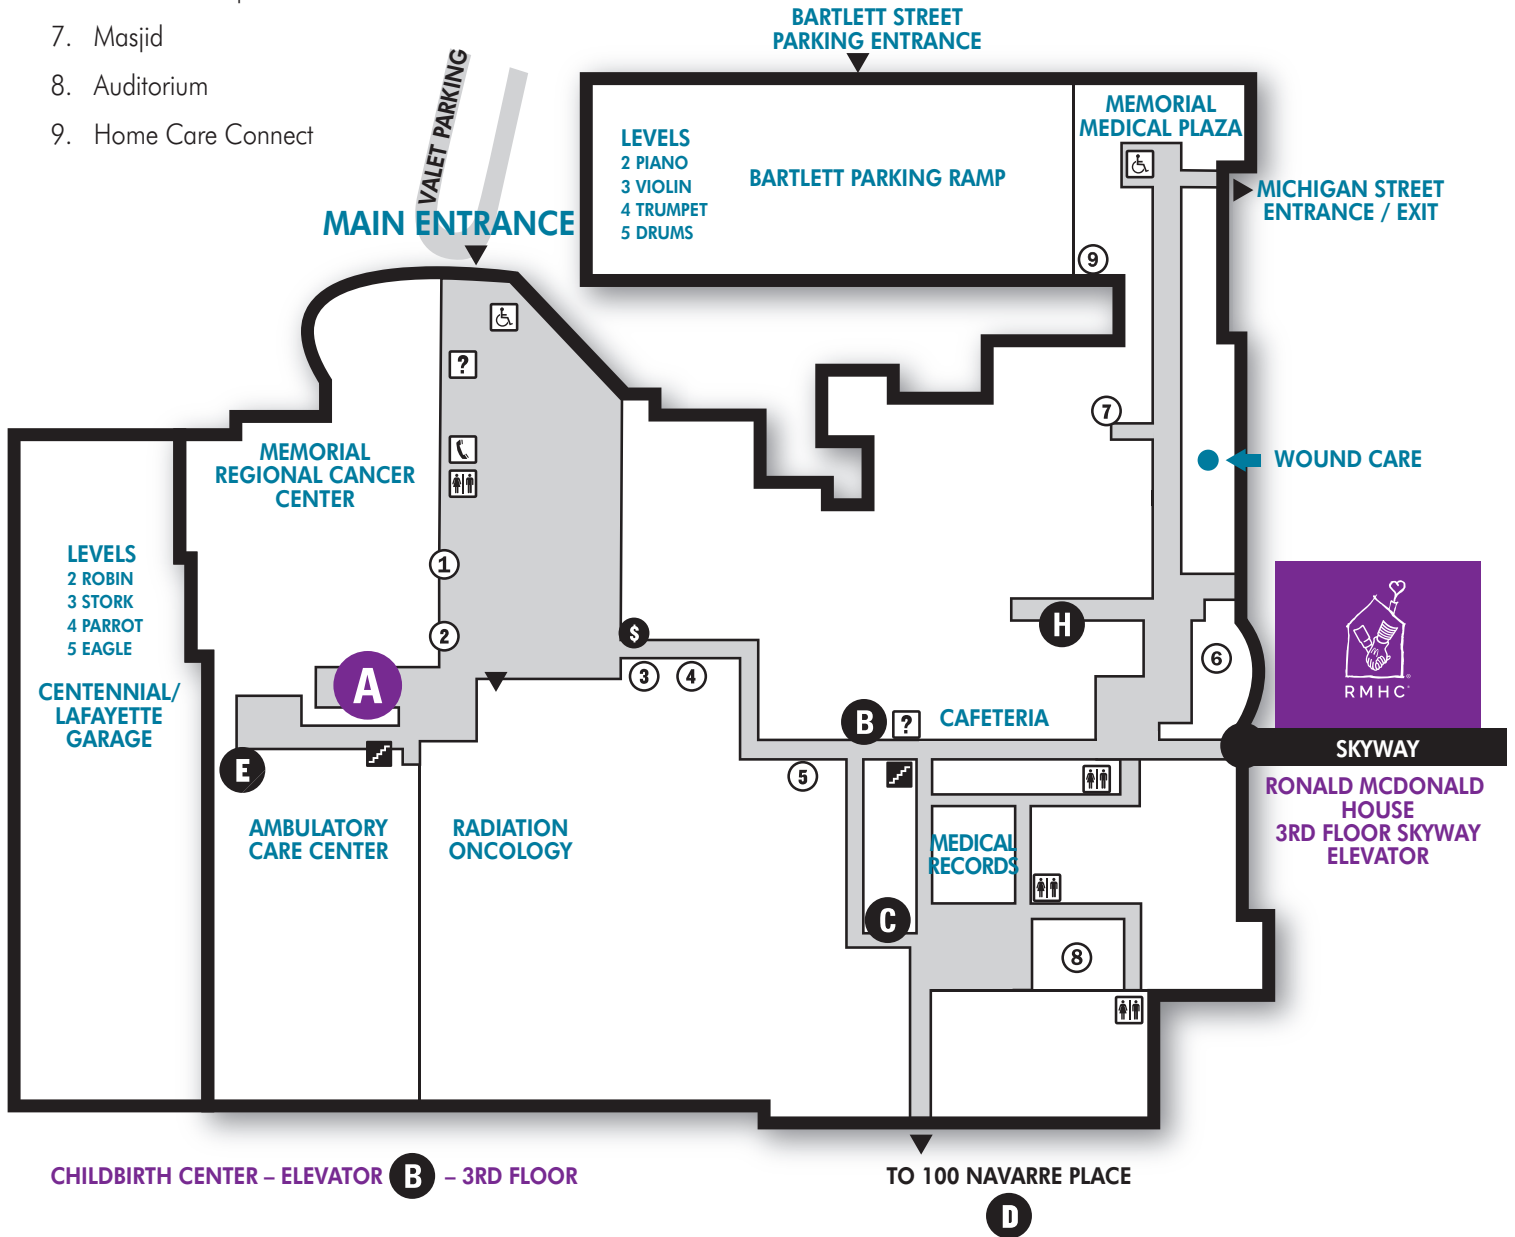 7. Masjid
8. Auditorium
9. Home Care Connect
BARTLETT STREET
PARKING ENTRANCE
VALET PARKING
MAIN ENTRANCE
LEVELS
2 PIANO
3 VIOLIN
4 TRUMPET
5 DRUMS
BARTLETT PARKING RAMP
MEMORIAL
MEDICAL PLAZA
MICHIGAN STREET
ENTRANCE / EXIT
9
?
7
MEMORIAL
REGIONAL CANCER
CENTER
WOUND CARE
LEVELS
2 ROBIN
3 STORK
4 PARROT
5 EAGLE
CENTENNIAL/
LAFAYETTE
GARAGE
1
2
A
E
$
3
4
H
6
RMHC
B
?
CAFETERIA
5
SKYWAY
RONALD MCDONALD
HOUSE
3RD FLOOR SKYWAY
ELEVATOR
AMBULATORY
CARE CENTER
RADIATION
ONCOLOGY
MEDICAL
RECORDS
C
8
CHILDBIRTH CENTER – ELEVATOR B – 3RD FLOOR
TO 100 NAVARRE PLACE
D